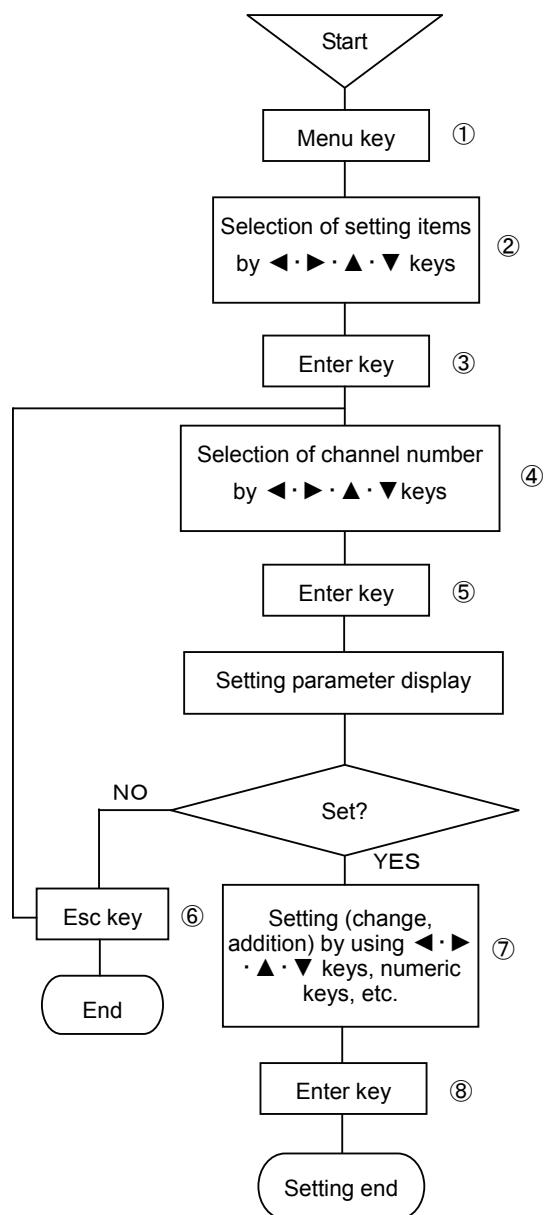 Start
Menu key ①
Selection of setting items
by ◀・▶・▲・▼ keys
②
Enter key ③
Selection of channel number
by ◀・▶・▲・▼keys
④
Enter key ⑤
Setting parameter display
Set?
NO
YES
Esc key ⑥
End
Setting (change,
addition) by using ◀・▶
・▲・▼ keys, numeric
keys, etc.
⑦
Enter key ⑧
Setting end